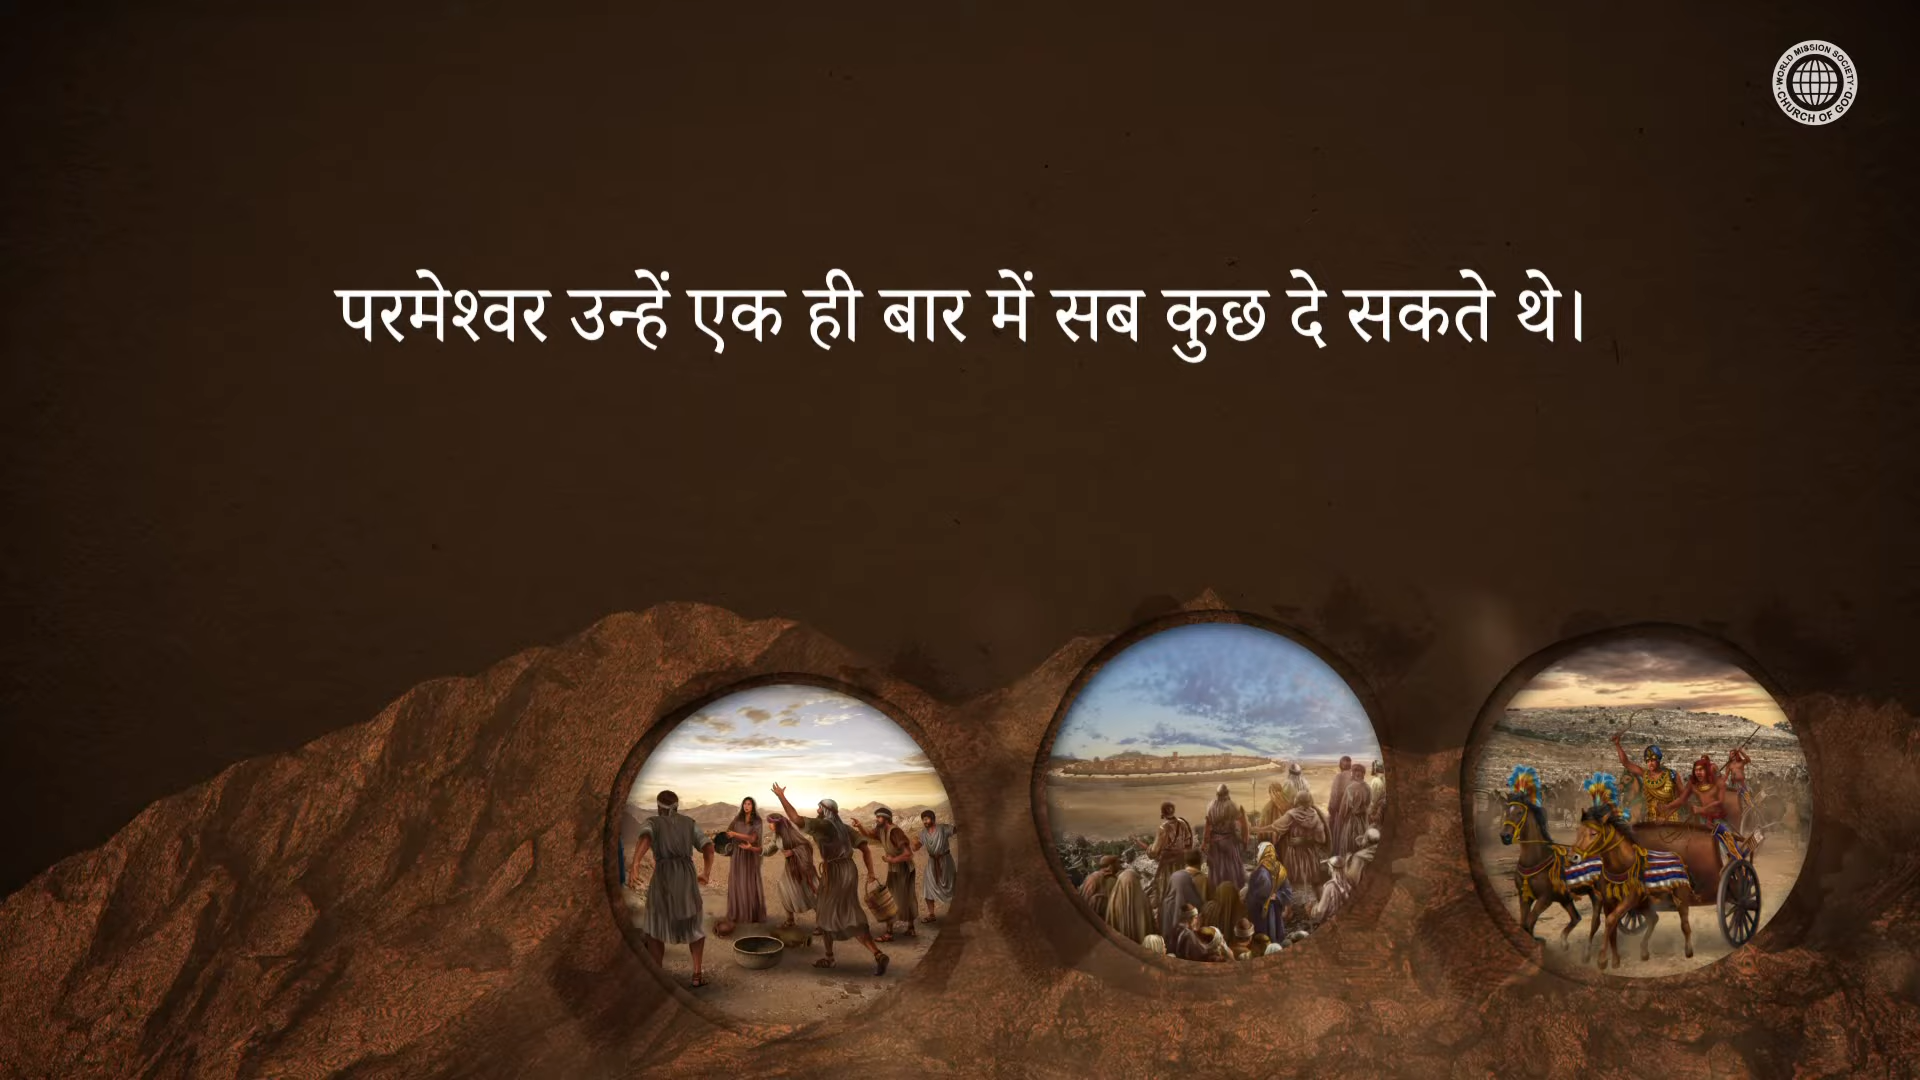 WORLD MISSION SOCIETY
CHURCH OF GOD
परमेश्वर उन्हें एक ही बार में सब कुछ दे सकते थे।